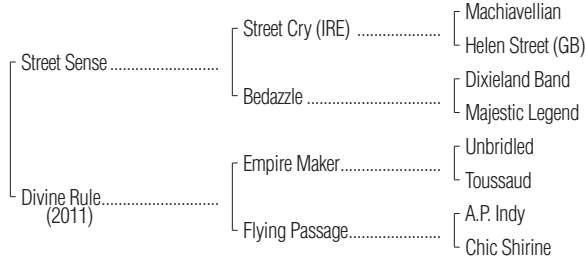 Machiavellian
Street Cry (IRE) ..................
Helen Street (GB)
Street Sense ........................
Dixieland Band
Bedazzle .............................
Majestic Legend
Unbridled
Empire Maker......................
Toussaud
Divine Rule..........................
(2011)
A.P. Indy
Flying Passage....................
Chic Shirine